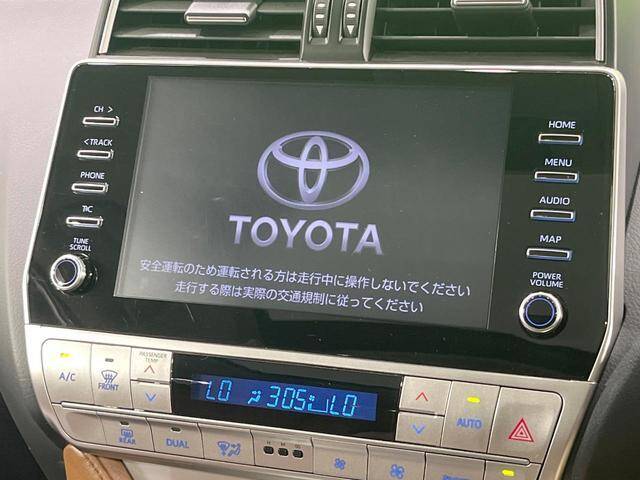 CH >
< TRACK
PHONE
T/C
TUNE
SCROLL
TOYOTA
安全運転のため運転される方は走行中に操作しないでください
走行する際は実際の交通規制に従ってください
HOME
MENU
AUDIO
MAP
POWER
VOLUME
A/C
FRONT
PASSENGER
TEMP
LO 305 LO
AUTO
REAR
DUAL
H M